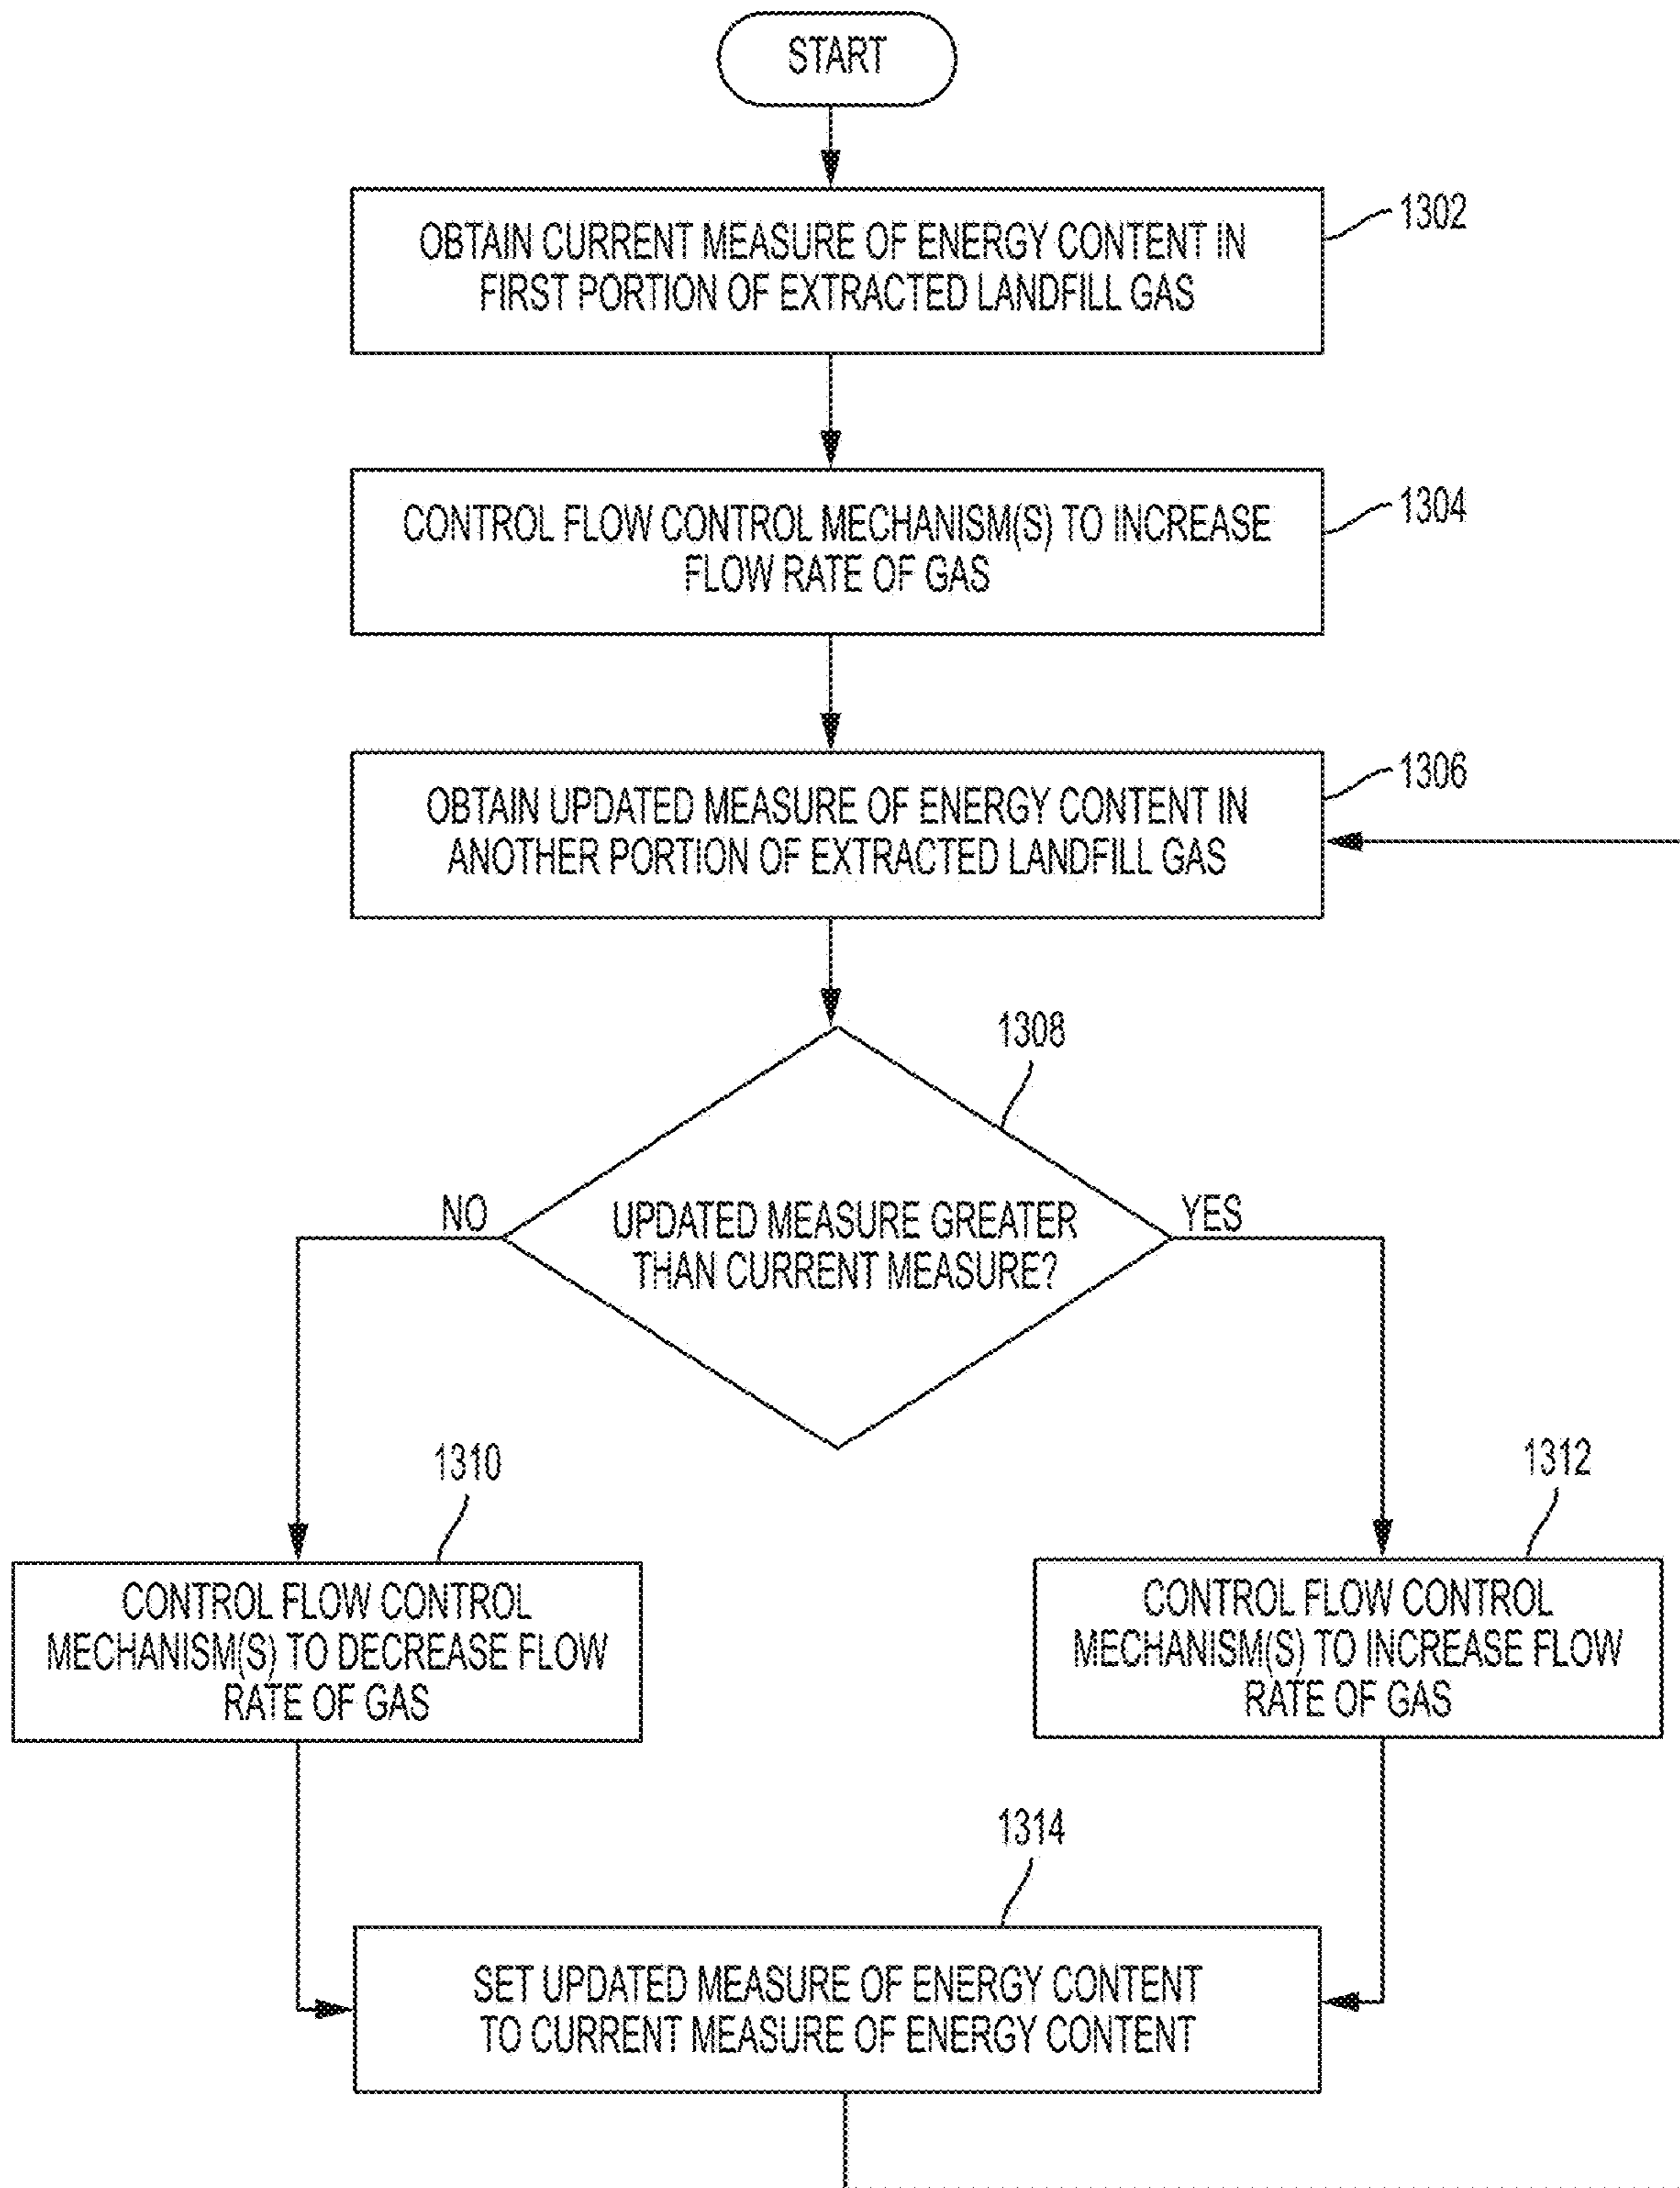 START
OBTAIN CURRENT MEASURE OF ENERGY CONTENT IN
FIRST PORTION OF EXTRACTED LANDFILL GAS
1302
CONTROL FLOW CONTROL MECHANISM(S) TO INCREASE
FLOW RATE OF GAS
1304
OBTAIN UPDATED MEASURE OF ENERGY CONTENT IN
ANOTHER PORTION OF EXTRACTED LANDFILL GAS
1306
1308
UPDATED MEASURE GREATER
THAN CURRENT MEASURE?
NO
YES
1310
CONTROL FLOW CONTROL
MECHANISM(S) TO DECREASE FLOW
RATE OF GAS
1312
CONTROL FLOW CONTROL
MECHANISM(S) TO INCREASE FLOW
RATE OF GAS
1314
SET UPDATED MEASURE OF ENERGY CONTENT
TO CURRENT MEASURE OF ENERGY CONTENT